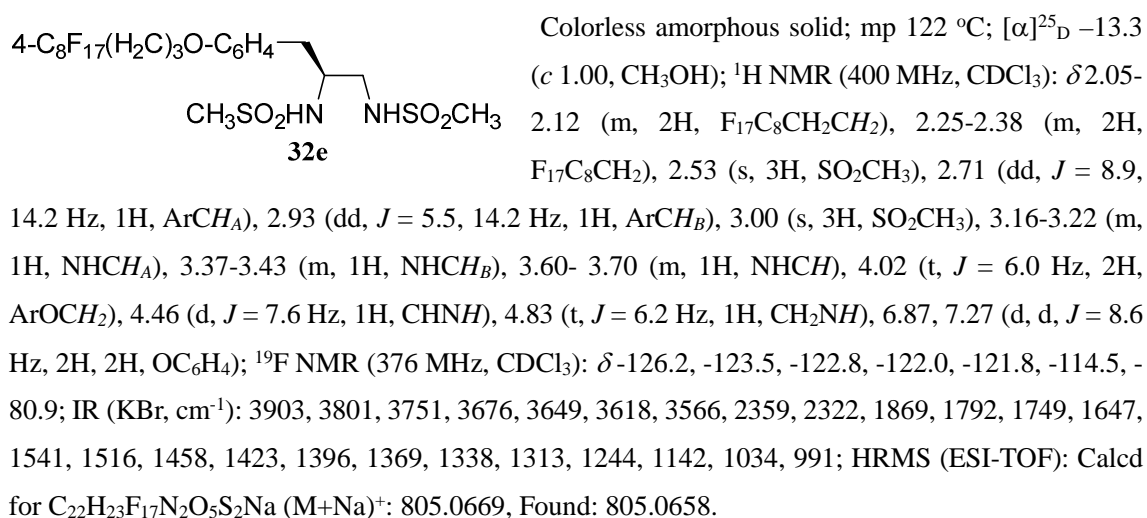 4-C₈F₁₇(H₂C)₃O-C₆H₄
CH₃SO₂HN NHSO₂CH₃
32e
Colorless amorphous solid; mp 122 °C; [α]²⁵D –13.3
(c 1.00, CH₃OH); ¹H NMR (400 MHz, CDCl₃): δ 2.05-
2.12 (m, 2H, F₁₇C₈CH₂CH₂), 2.25-2.38 (m, 2H,
F₁₇C₈CH₂), 2.53 (s, 3H, SO₂CH₃), 2.71 (dd, J = 8.9,
14.2 Hz, 1H, ArCHA), 2.93 (dd, J = 5.5, 14.2 Hz, 1H, ArCHB), 3.00 (s, 3H, SO₂CH₃), 3.16-3.22 (m,
1H, NHCHA), 3.37-3.43 (m, 1H, NHCHB), 3.60- 3.70 (m, 1H, NHCH), 4.02 (t, J = 6.0 Hz, 2H,
ArOCH₂), 4.46 (d, J = 7.6 Hz, 1H, CHNH), 4.83 (t, J = 6.2 Hz, 1H, CH₂NH), 6.87, 7.27 (d, d, J = 8.6
Hz, 2H, 2H, OC₆H₄); ¹⁹F NMR (376 MHz, CDCl₃): δ -126.2, -123.5, -122.8, -122.0, -121.8, -114.5, -
80.9; IR (KBr, cm⁻¹): 3903, 3801, 3751, 3676, 3649, 3618, 3566, 2359, 2322, 1869, 1792, 1749, 1647,
1541, 1516, 1458, 1423, 1396, 1369, 1338, 1313, 1244, 1142, 1034, 991; HRMS (ESI-TOF): Calcd
for C₂₂H₂₃F₁₇N₂O₅S₂Na (M+Na)⁺: 805.0669, Found: 805.0658.